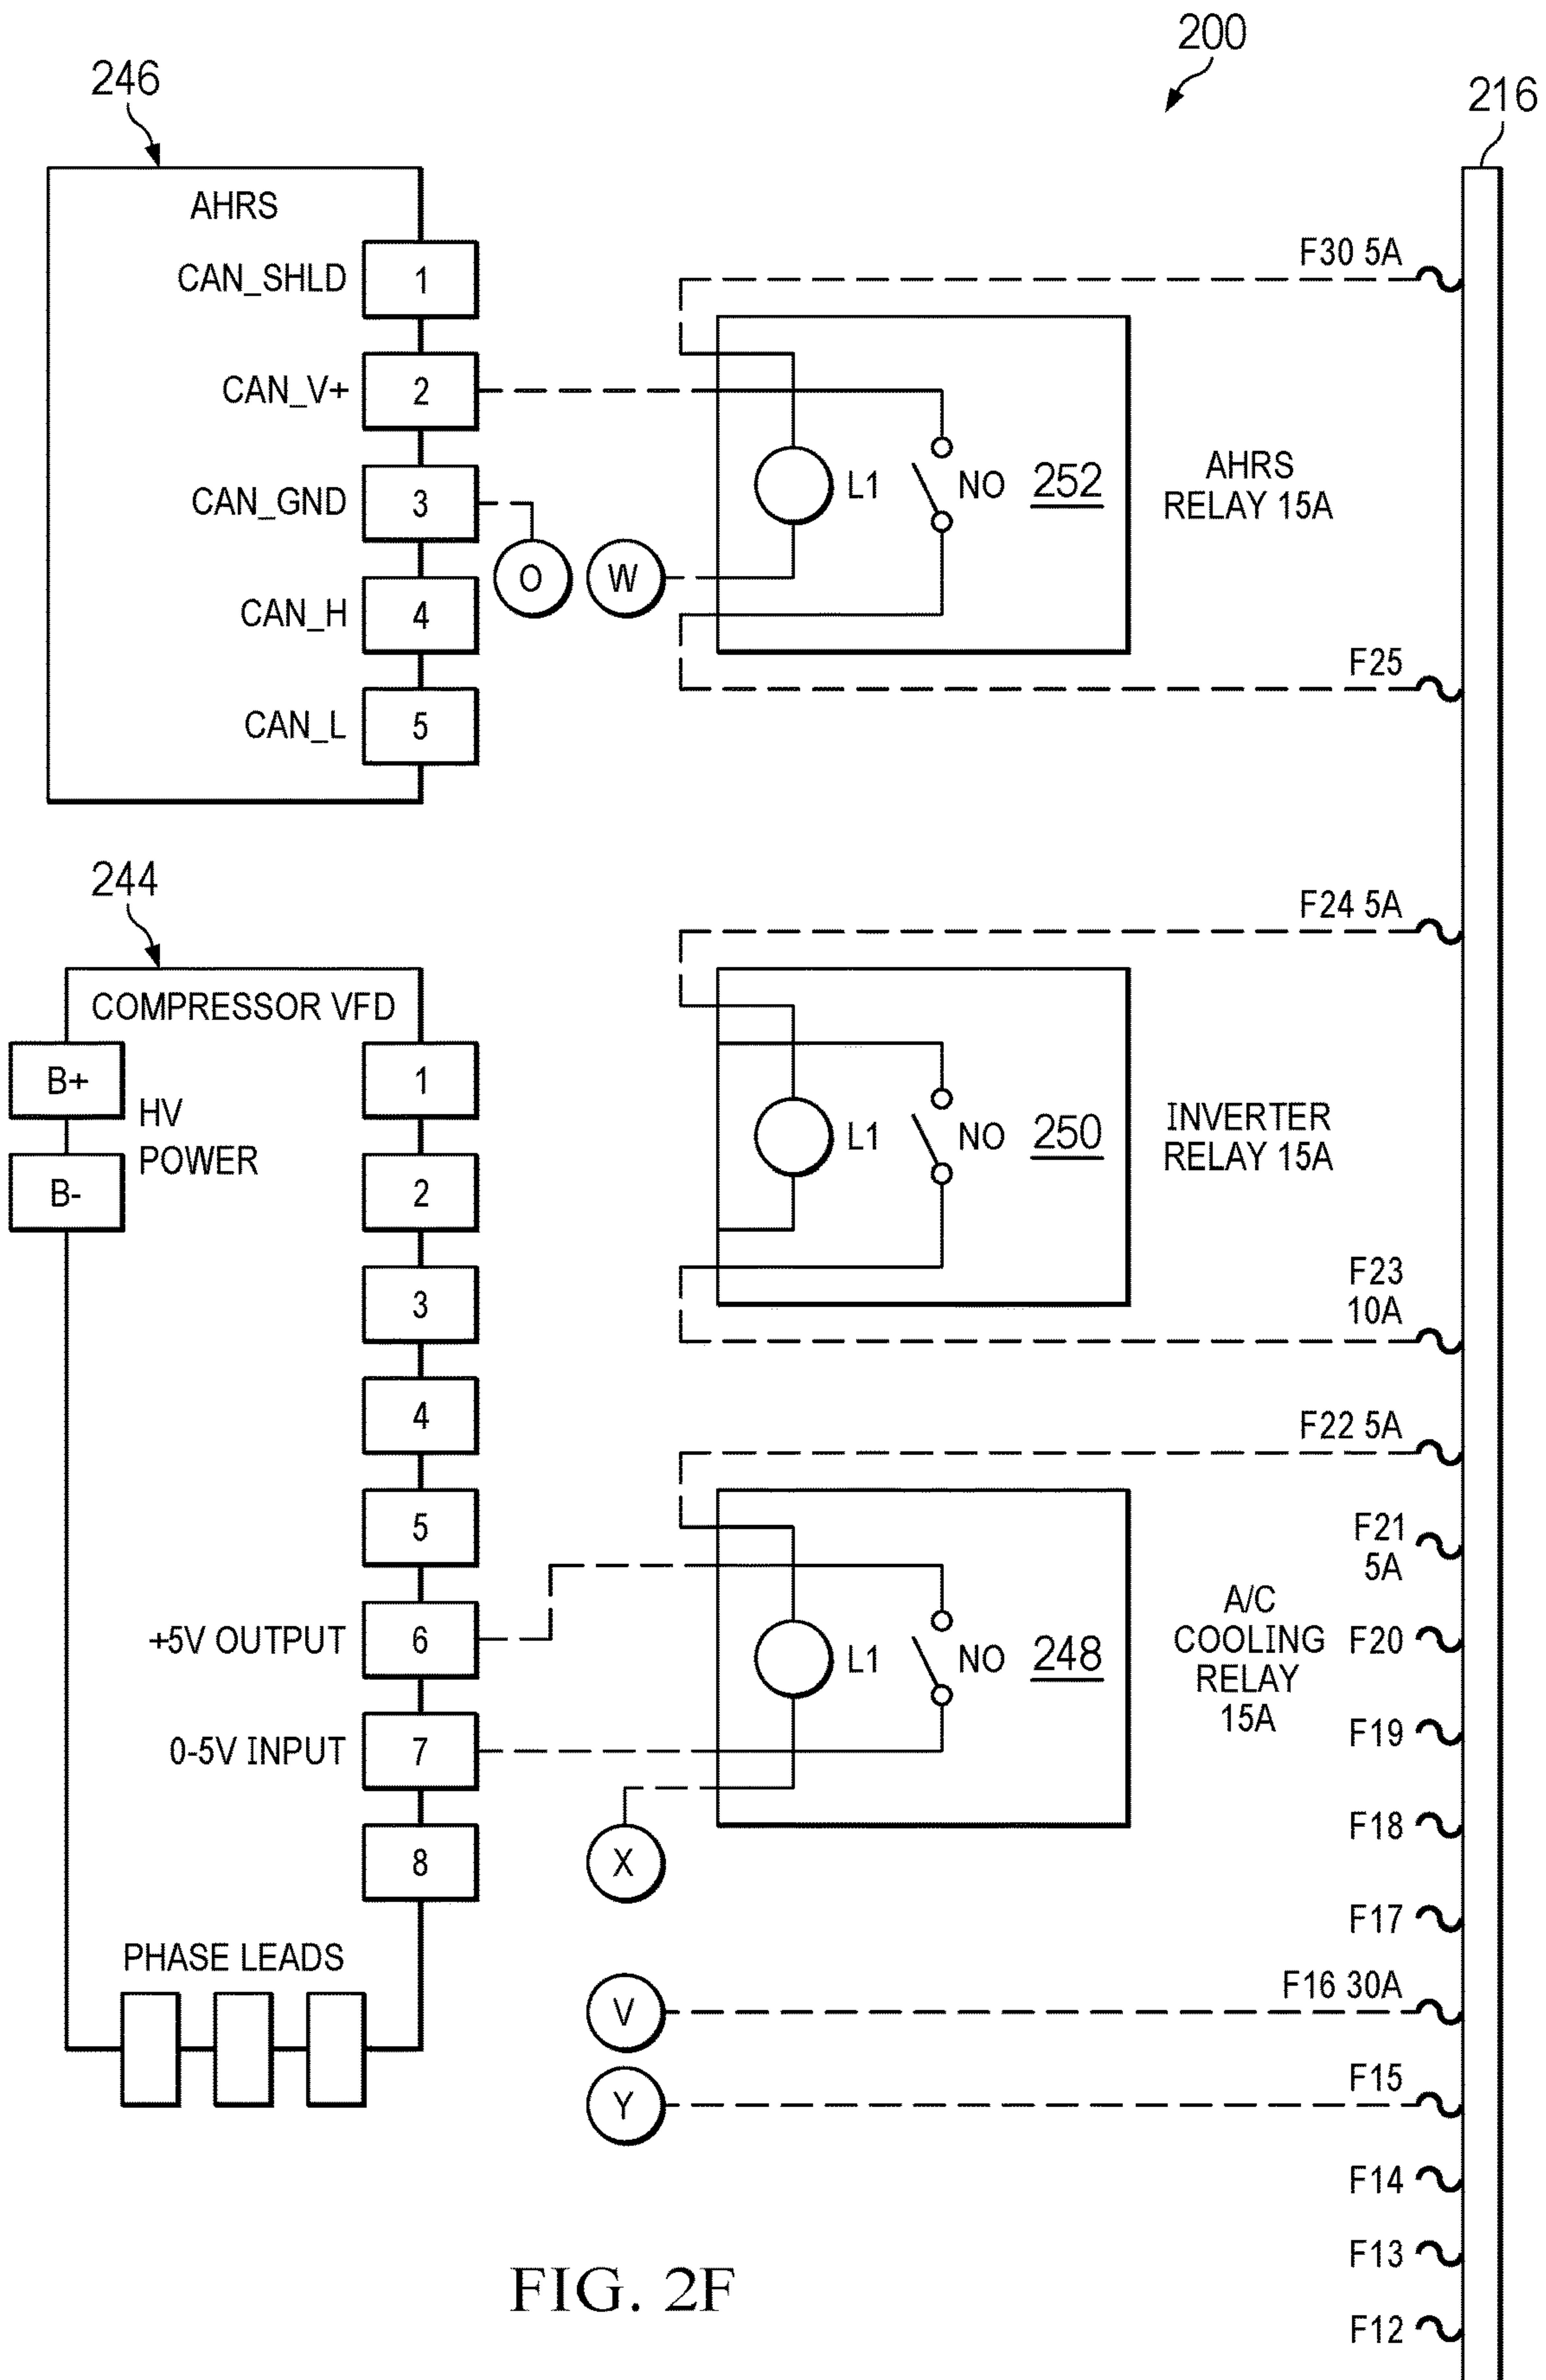 200
246
216
AHRS
CAN_SHLD 1
CAN_V+ 2
CAN_GND 3
CAN_H 4
CAN_L 5
O
W
L1
NO
252
AHRS
RELAY 15A
F30 5A
F25
244
COMPRESSOR VFD
B+
B-
HV
POWER
1
2
3
4
5
+5V OUTPUT 6
0-5V INPUT 7
8
PHASE LEADS
F24 5A
L1
NO
250
INVERTER
RELAY 15A
F23
10A
F22 5A
L1
NO
248
A/C
COOLING
RELAY
15A
X
F21
5A
F20
F19
F18
F17
V
F16 30A
Y
F15
F14
F13
F12
FIG. 2F